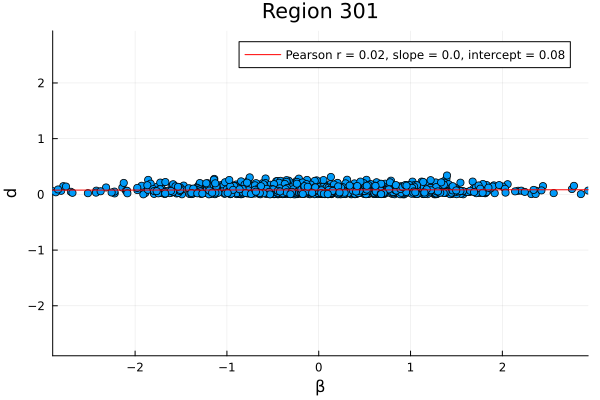 Region 301
Pearson r = 0.02, slope = 0.0, intercept = 0.08
d
2
1
0
−1
−2
−2 −1 0 1 2
β